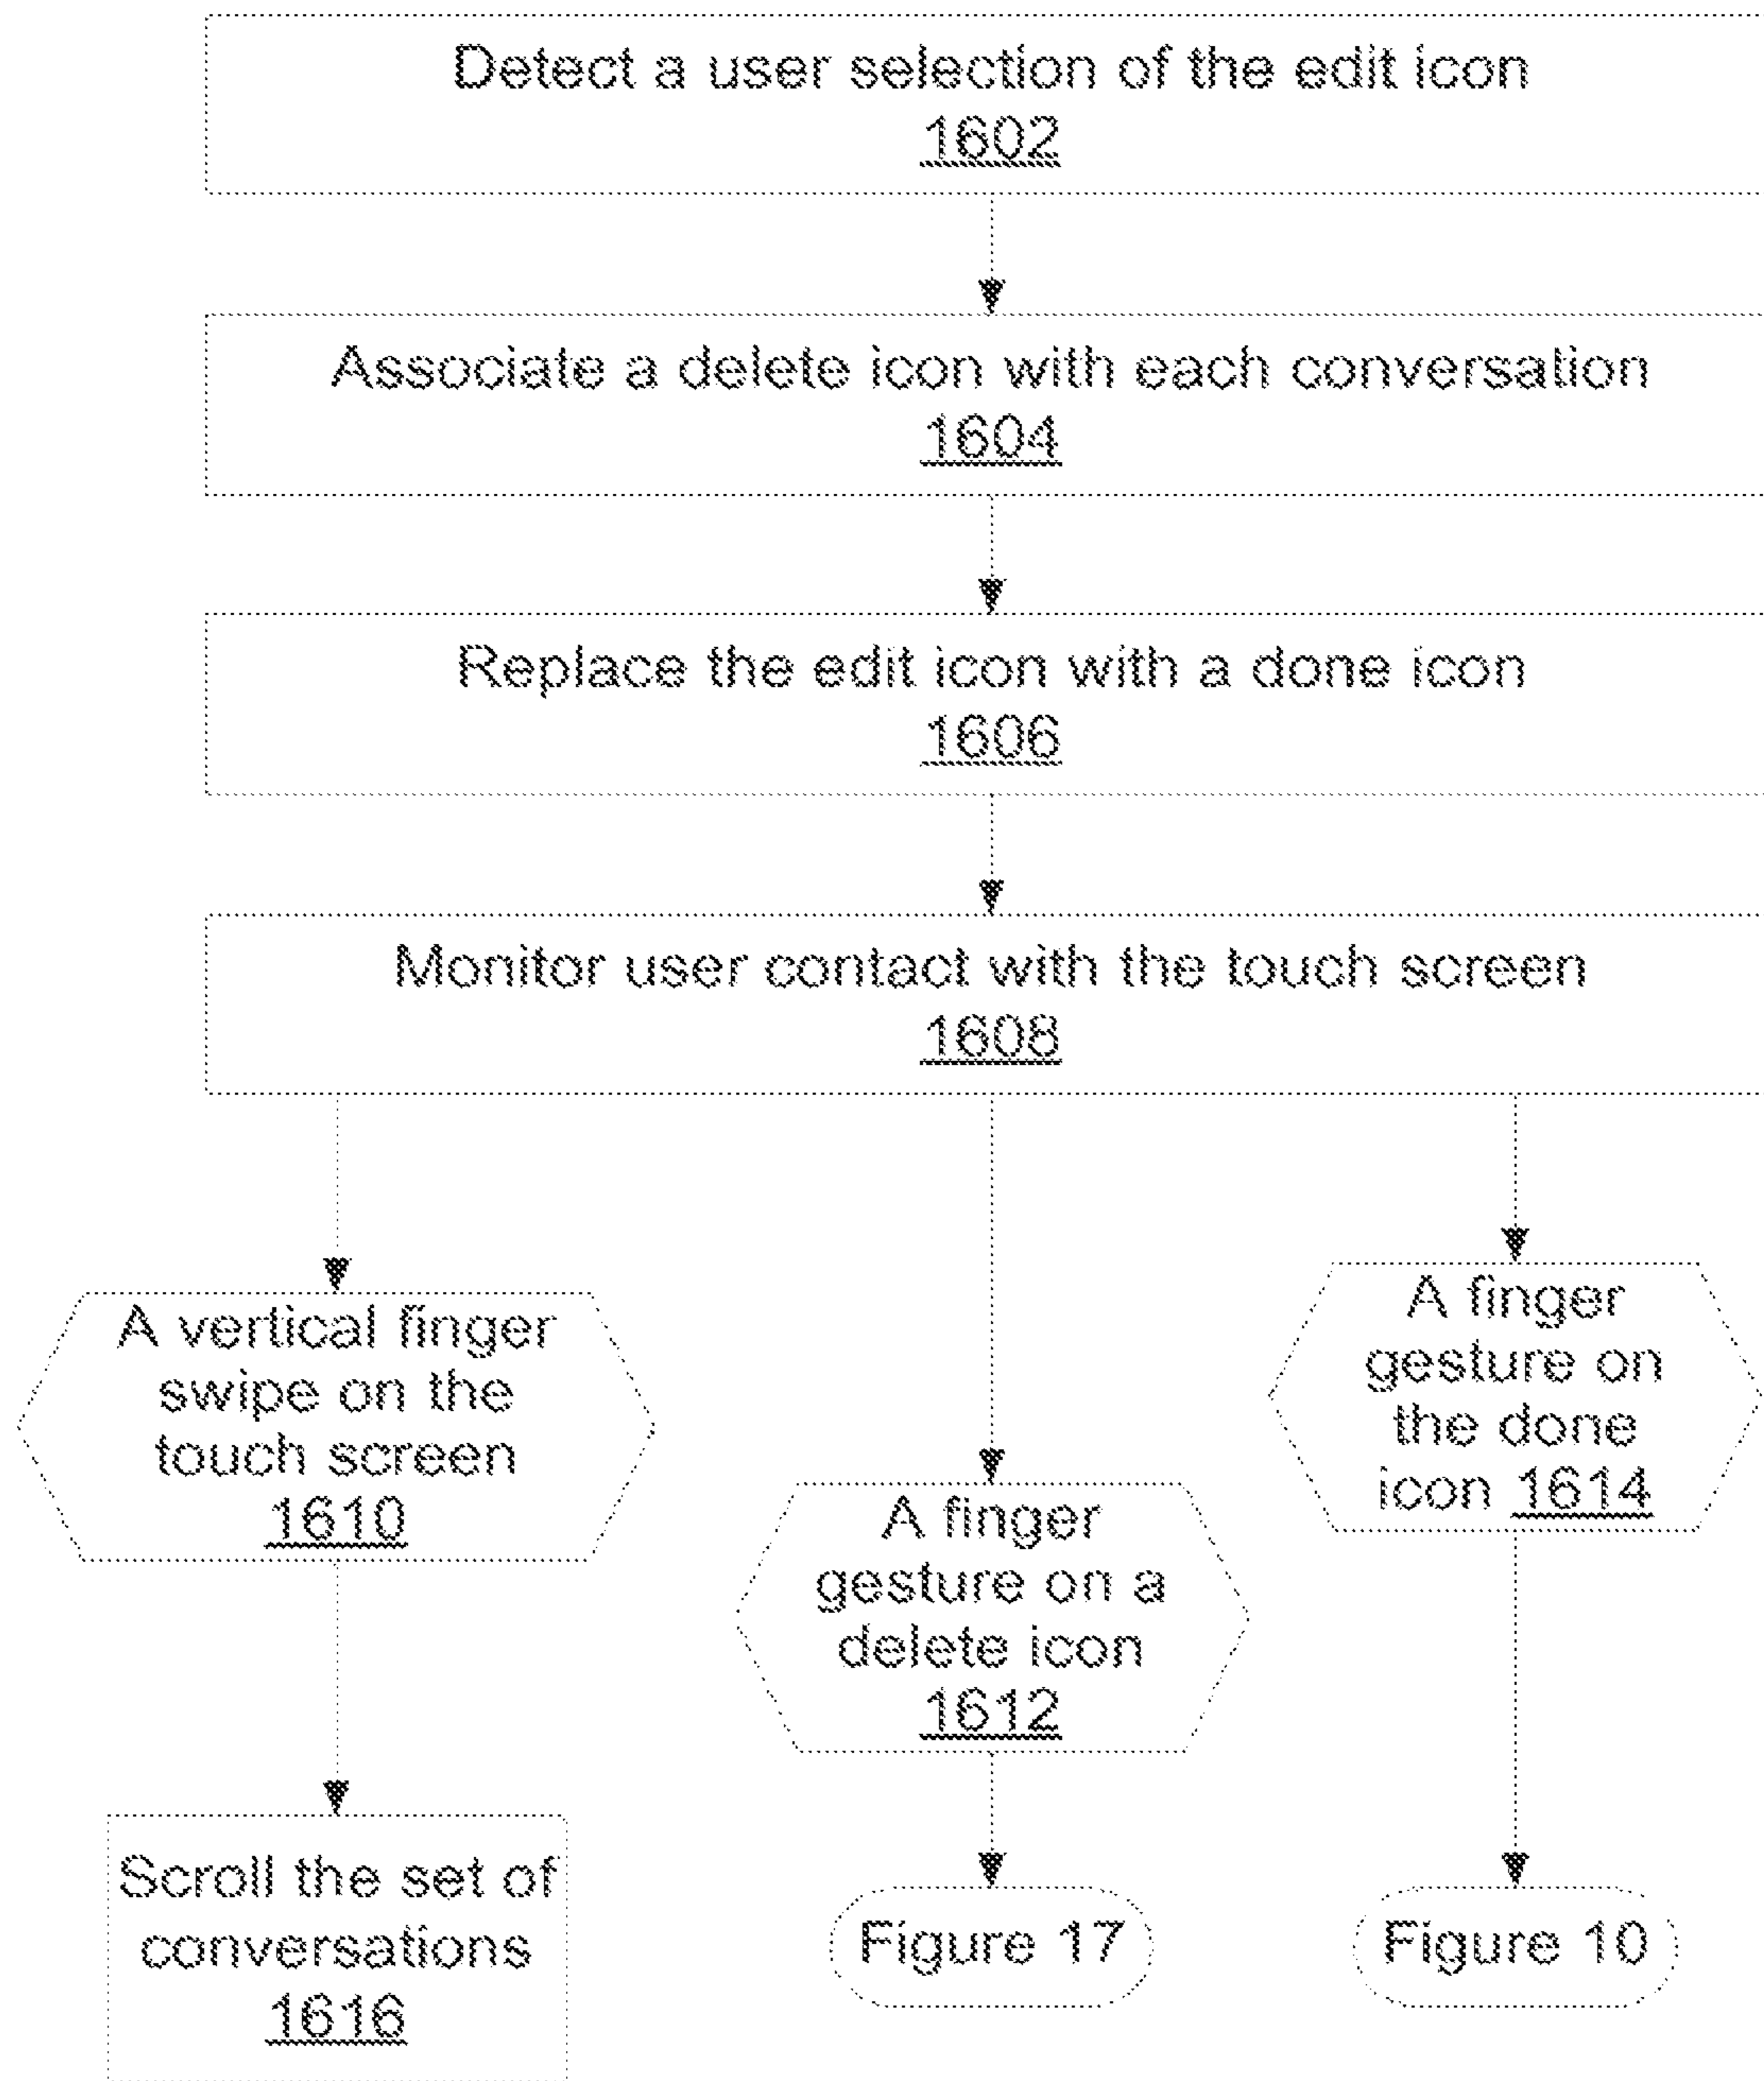 Detect a user selection of the edit icon
1602
Associate a delete icon with each conversation
1604
Replace the edit icon with a done icon
1606
Monitor user contact with the touch screen
1608
A vertical finger
swipe on the
touch screen
1610
A finger
gesture on a
delete icon
1612
A finger
gesture on
the done
icon 1614
Scroll the set of
conversations
1616
Figure 17
Figure 10